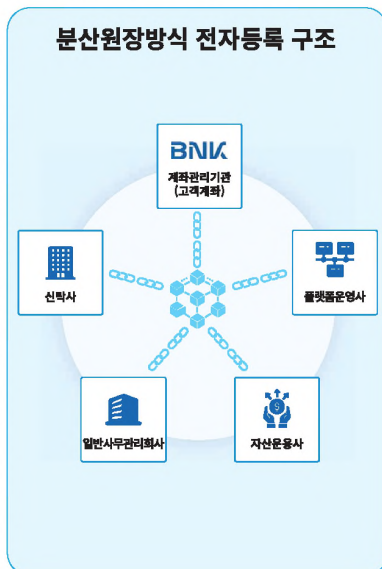 분산원장방식 전자등록 구조
BNK
계좌관리기관
(고객계좌)
신탁사
플랫폼운영사
일반사무관리회사
자산운용사